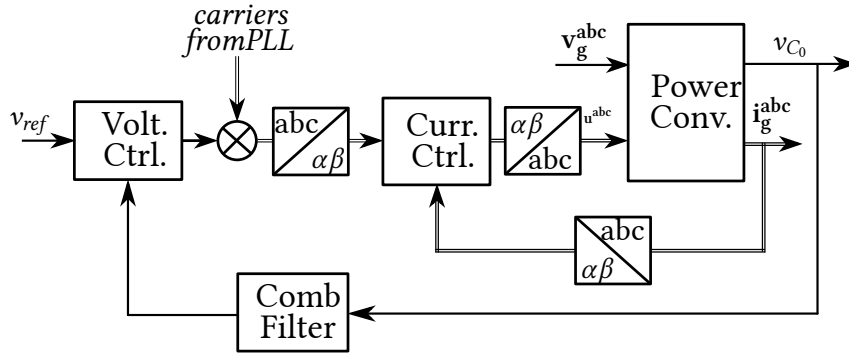 carriers
fromPLL
v_ref
Volt.
Ctrl.
abc
αβ
Curr.
Ctrl.
αβ
abc
u^abc
v_g^abc
Power
Conv.
v_C_0
i_g^abc
abc
αβ
Comb
Filter